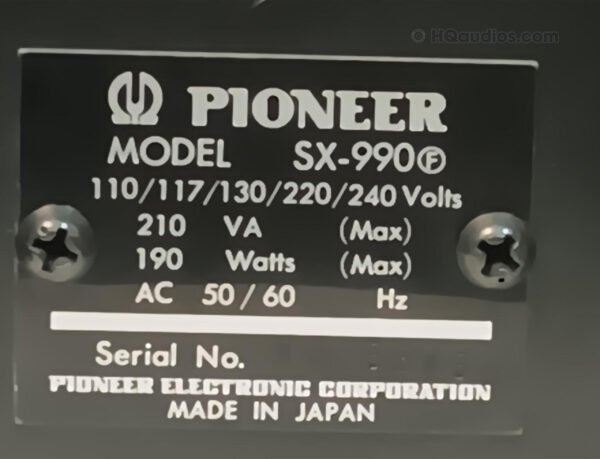 © HQaudios.com
PIONEER
MODEL SX-990Ⓕ
110/117/130/220/240 Volts
210 VA (Max)
190 Watts (Max)
AC 50/60 Hz
Serial No.
PIONEER ELECTRONIC CORPORATION
MADE IN JAPAN